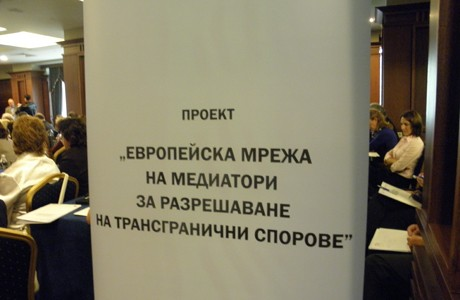 ПРОЕКТ
„ЕВРОПЕЙСКА МРЕЖА
НА МЕДИАТОРИ
ЗА РАЗРЕШАВАНЕ
НА ТРАНСГРАНИЧНИ СПОРОВЕ”